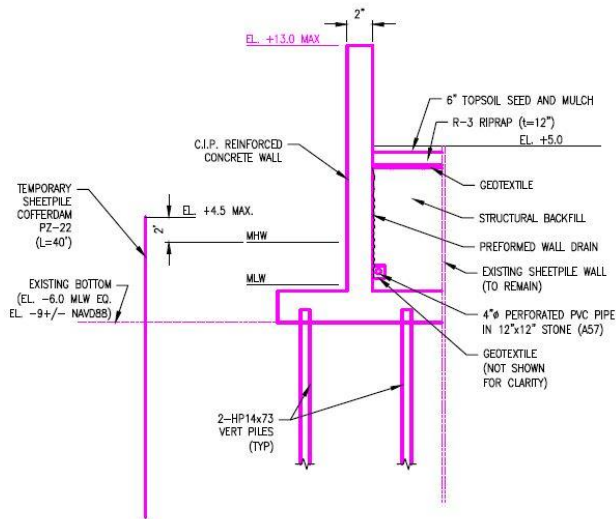 2"
EL. +13.0 MAX
6" TOPSOIL SEED AND MULCH
R-3 RIPRAP (t=12")
EL. +5.0
C.I.P. REINFORCED
CONCRETE WALL
GEOTEXTILE
TEMPORARY
SHEETPILE
COFFERDAM
PZ-22
(L=40')
EL. +4.5 MAX.
2'
STRUCTURAL BACKFILL
MHW
PREFORMED WALL DRAIN
MLW
EXISTING SHEETPILE WALL
(TO REMAIN)
EXISTING BOTTOM
(EL. -6.0 MLW EQ.
EL. -9+/- NAVD88)
4"ø PERFORATED PVC PIPE
IN 12"x12" STONE (A57)
GEOTEXTILE
(NOT SHOWN
FOR CLARITY)
2-HP14x73
VERT PILES
(TYP)